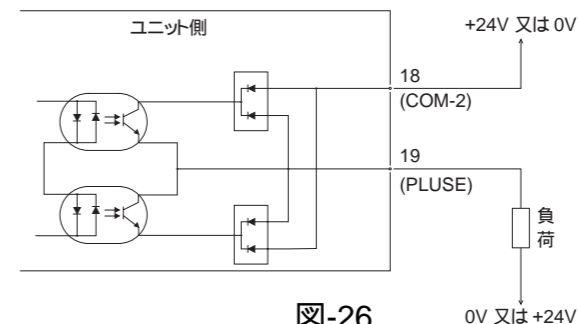 ユニット側
+24V 又は 0V
18
(COM-2)
19
(PLUSE)
負荷
図-26
0V 又は +24V